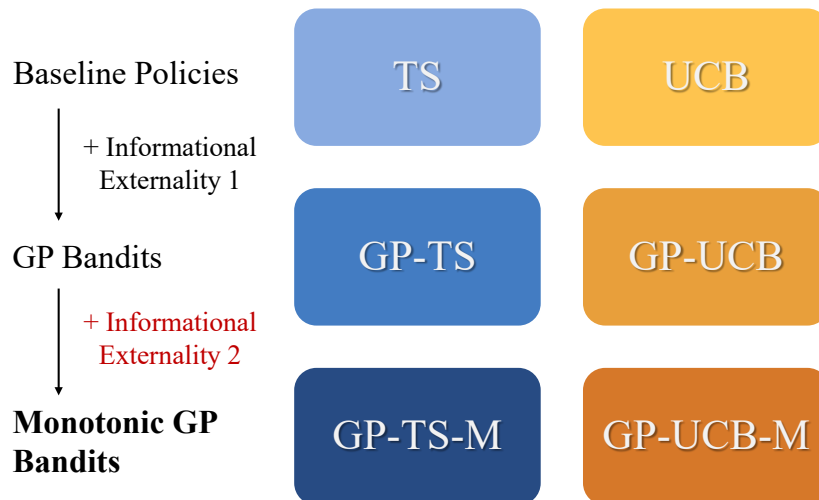 Baseline Policies
TS
UCB
+ Informational
Externality 1
GP Bandits
GP-TS
GP-UCB
+ Informational
Externality 2
Monotonic GP
Bandits
GP-TS-M
GP-UCB-M